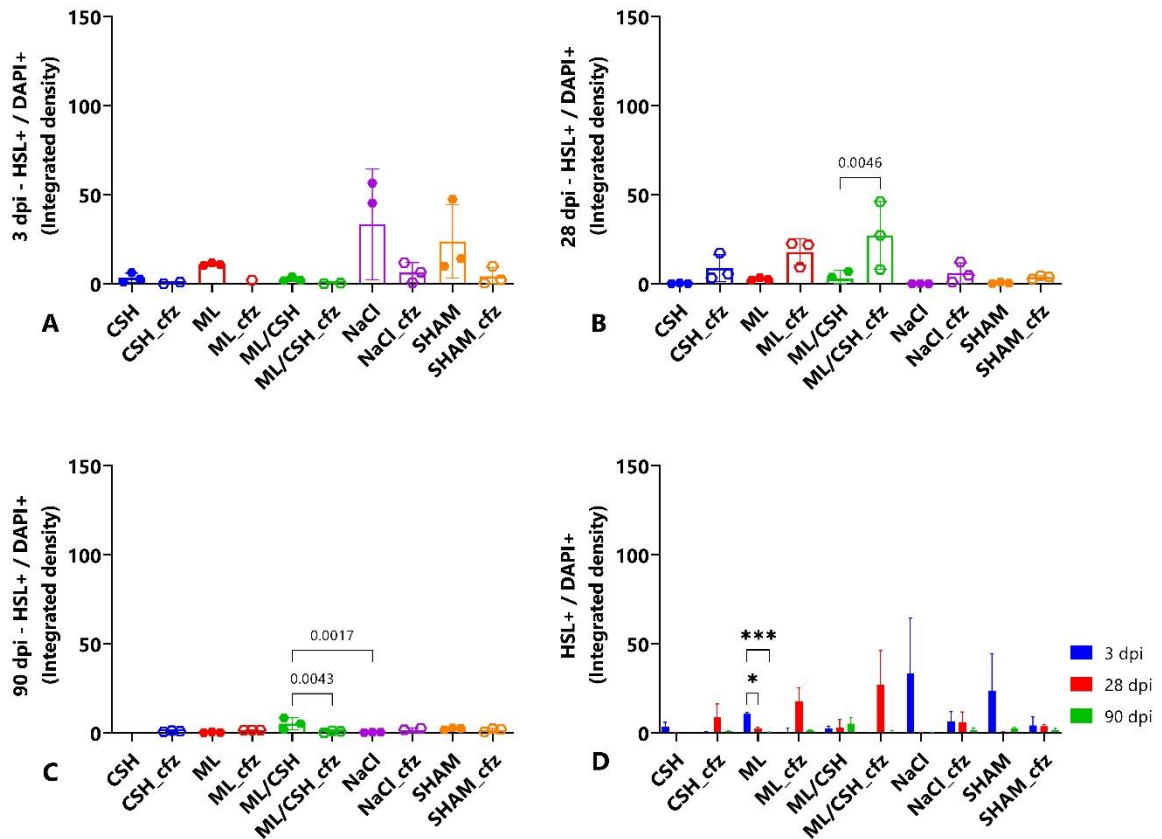 3 dpi - HSL+ / DAPI+
(Integrated density)
150
100
50
0
CSH
CSH_cfz
ML
ML_cfz
ML/CSH
ML/CSH_cfz
NaCl
NaCl_cfz
SHAM
SHAM_cfz
A
28 dpi - HSL+ / DAPI+
(Integrated density)
150
100
50
0
0.0046
CSH
CSH_cfz
ML
ML_cfz
ML/CSH
ML/CSH_cfz
NaCl
NaCl_cfz
SHAM
SHAM_cfz
B
90 dpi - HSL+ / DAPI+
(Integrated density)
150
100
50
0
0.0017
0.0043
CSH
CSH_cfz
ML
ML_cfz
ML/CSH
ML/CSH_cfz
NaCl
NaCl_cfz
SHAM
SHAM_cfz
C
HSL+ / DAPI+
(Integrated density)
150
100
50
0
***
*
3 dpi
28 dpi
90 dpi
CSH
CSH_cfz
ML
ML_cfz
ML/CSH
ML/CSH_cfz
NaCl
NaCl_cfz
SHAM
SHAM_cfz
D